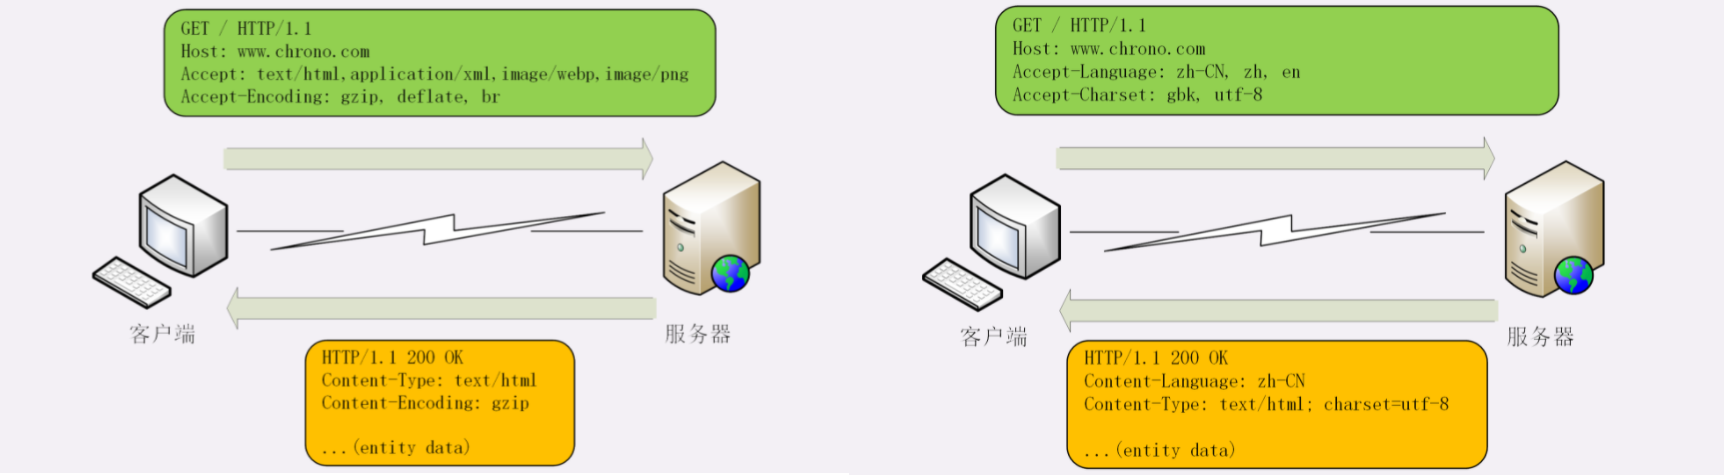 GET / HTTP/1.1
Host: www.chrono.com
Accept: text/html,application/xml,image/webp,image/png
Accept-Encoding: gzip, deflate, br
客户端
服务器
HTTP/1.1 200 OK
Content-Type: text/html
Content-Encoding: gzip
...(entity data)
GET / HTTP/1.1
Host: www.chrono.com
Accept-Language: zh-CN, zh, en
Accept-Charset: gbk, utf-8
客户端
服务器
HTTP/1.1 200 OK
Content-Language: zh-CN
Content-Type: text/html; charset=utf-8
...(entity data)